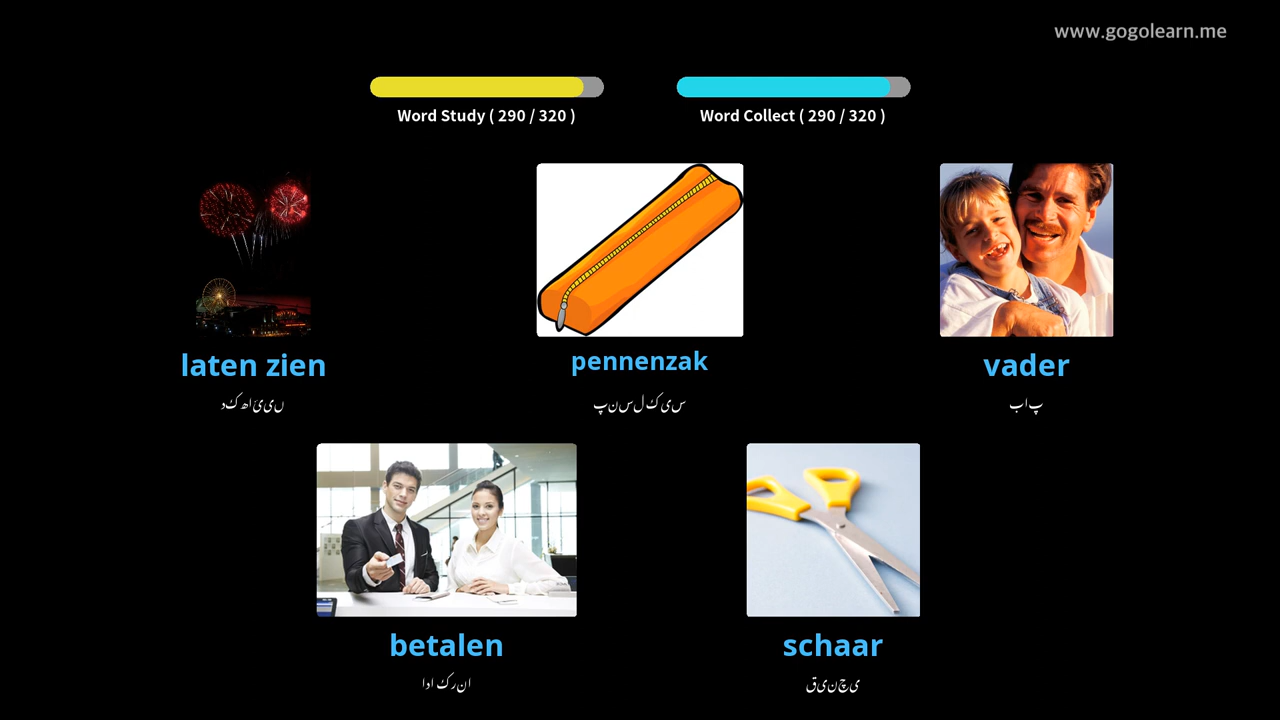 www.gogolearn.me
Word Study ( 290 / 320 )
Word Collect ( 290 / 320 )
laten zien
دکھائیں
pennenzak
پنسل کیس
vader
باپ
betalen
ادا کرنا
schaar
قینچی